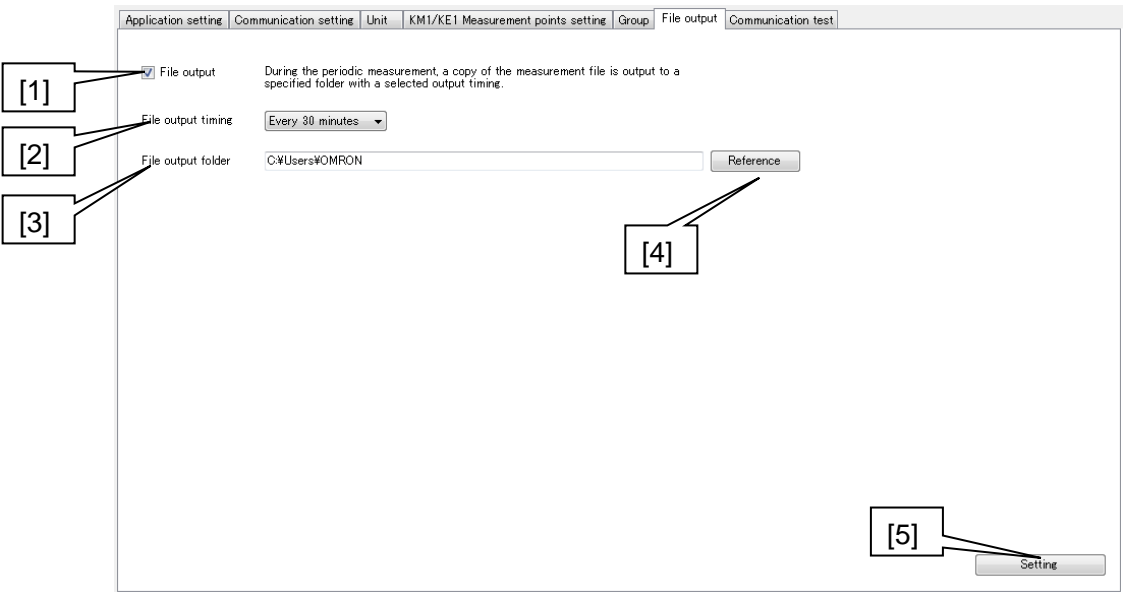 Application setting Communication setting Unit KM1/KE1 Measurement points setting Group File output Communication test
[1]
File output
During the periodic measurement, a copy of the measurement file is output to a
specified folder with a selected output timing.
[2]
File output timing Every 30 minutes
[3]
File output folder C:¥Users¥OMRON Reference
[4]
[5]
Setting